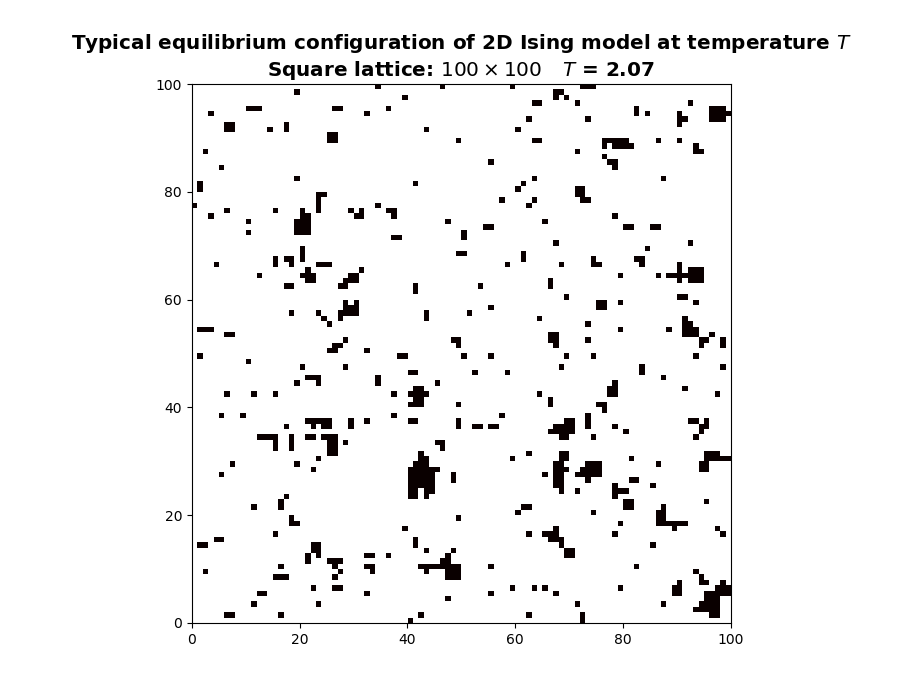 Typical equilibrium configuration of 2D Ising model at temperature T
Square lattice: 100 × 100 T = 2.07
100
80
60
40
20
0
0 20 40 60 80 100